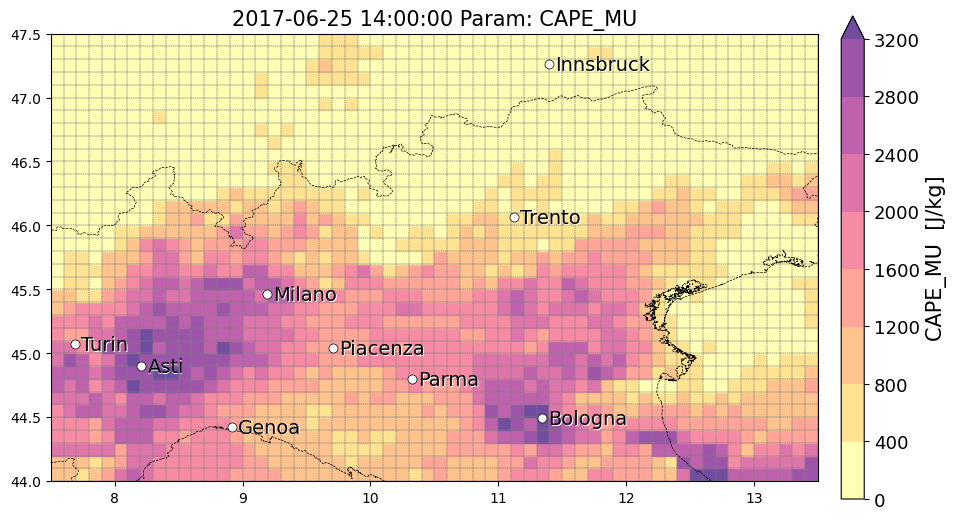 2017-06-25 14:00:00 Param: CAPE_MU
47.5
47.0
46.5
46.0
45.5
45.0
44.5
44.0
8
9
10
11
12
13
Innsbruck
Trento
Milano
Turin
Asti
Piacenza
Parma
Genoa
Bologna
3200
2800
2400
2000
1600
1200
800
400
0
CAPE_MU [J/kg]